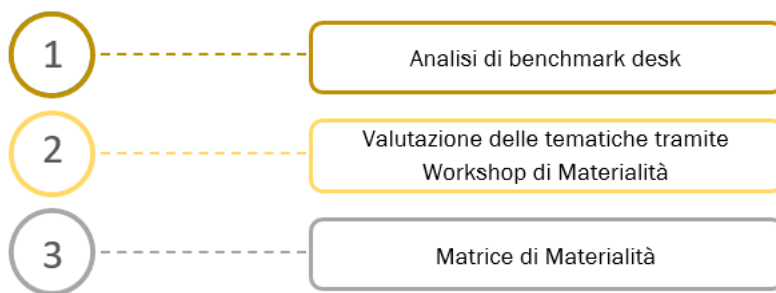 1
Analisi di benchmark desk
2
Valutazione delle tematiche tramite
Workshop di Materialità
3
Matrice di Materialità